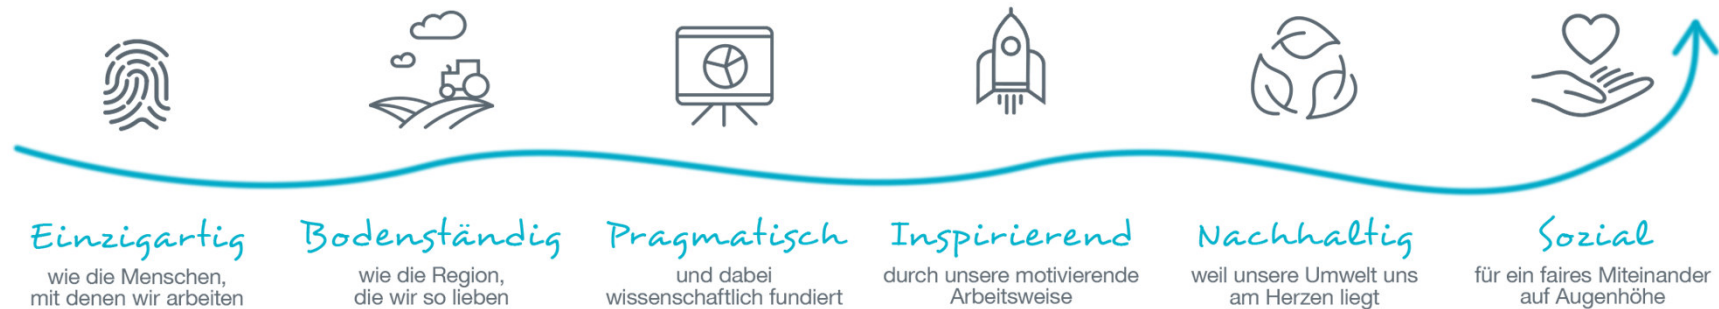 Einzigartig
wie die Menschen,
mit denen wir arbeiten
Bodenständig
wie die Region,
die wir so lieben
Pragmatisch
und dabei
wissenschaftlich fundiert
Inspirierend
durch unsere motivierende
Arbeitsweise
Nachhaltig
weil unsere Umwelt uns
am Herzen liegt
Sozial
für ein faires Miteinander
auf Augenhöhe